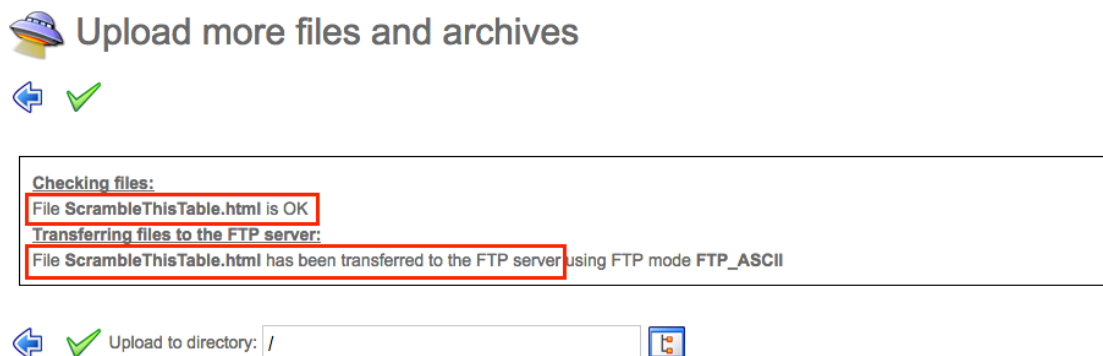 Upload more files and archives
Checking files:
File ScrambleThisTable.html is OK
Transferring files to the FTP server:
File ScrambleThisTable.html has been transferred to the FTP server using FTP mode FTP_ASCII
Upload to directory: /